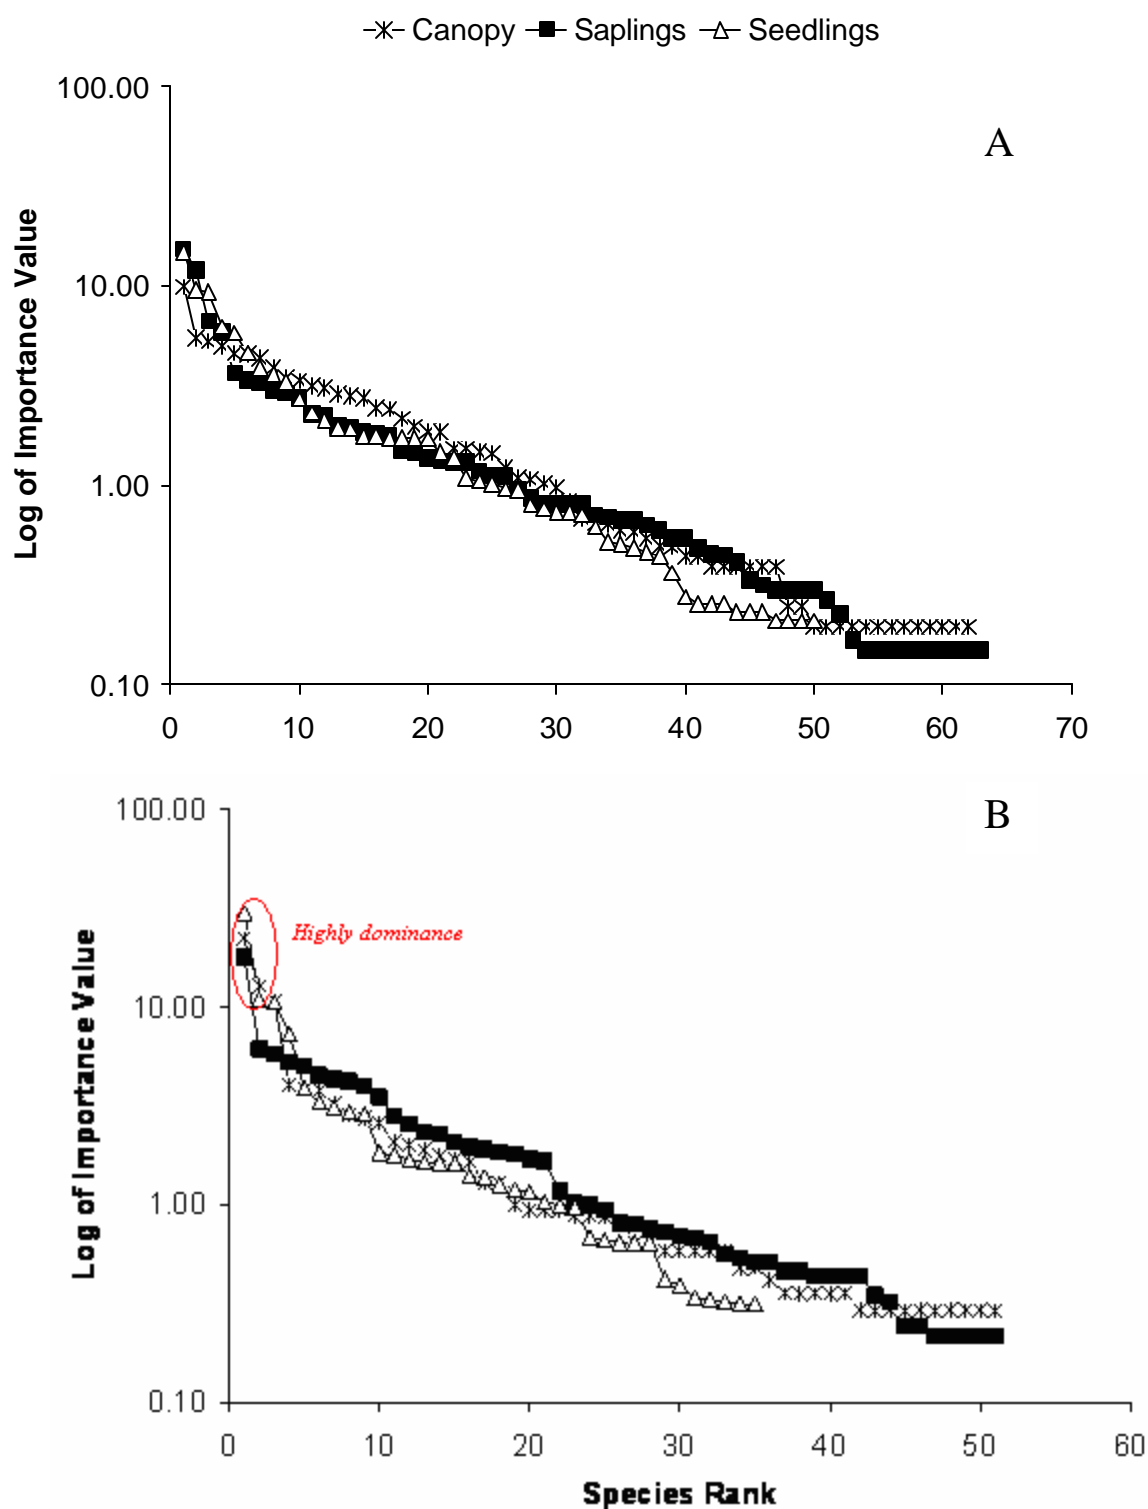 Canopy Saplings Seedlings
100.00
A
10.00
1.00
0.10
Log of Importance Value
0 10 20 30 40 50 60 70
100.00
B
Highly dominance
10.00
1.00
0.10
Log of Importance Value
0 10 20 30 40 50 60
Species Rank